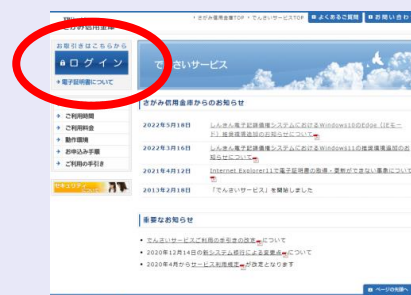 さがみ信用金庫TOP でんさいサービスTOP よくあるご質問 お問い合わ
お取引きはこちらから
ログイン
電子証明書について
でんさいサービス
さがみ信用金庫からのお知らせ
ご利用時間
ご利用料金
動作環境
お申込み手順
ご利用の手引き
セキュリティ
2022年5月18日 しんきん電子記録債権システムにおけるWindows10のEdge（IEモード）推奨環境追加のお知らせについて
2022年3月16日 しんきん電子記録債権システムにおけるWindows11の推奨環境追加のお知らせについて
2021年4月12日 Internet Explorer11で電子証明書の取得・更新ができない事象について
2013年2月18日 「でんさいサービス」を開始しました
重要なお知らせ
でんさいサービスご利用の手引きの改定について
2020年12月14日の新システム移行による変更点について
2020年4月からサービス利用規定が改定となります
ページの先頭へ